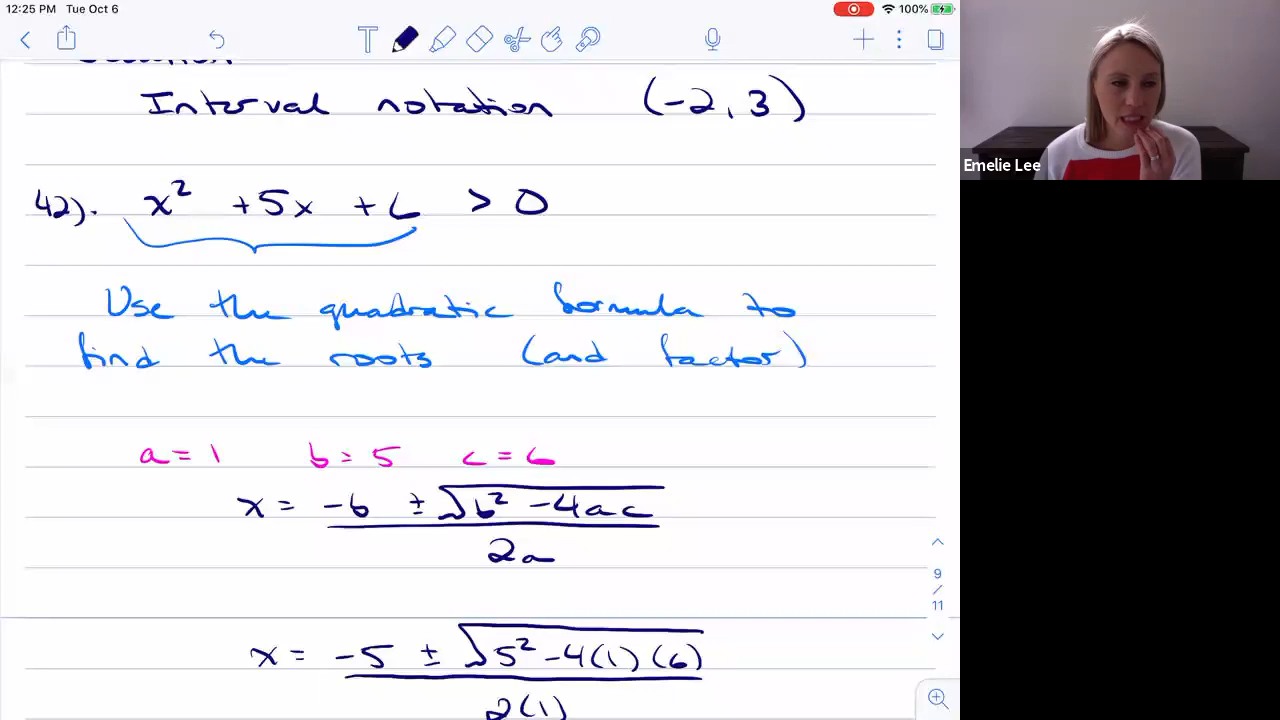 12:25 PM Tue Oct 6
100%
Interval notation (-2, 3)
Emelie Lee
42). x² +5x +6 > 0
Use the quadratic formula to
find the roots (and factor)
a = 1 b = 5 c = 6
x = -b ± √b² -4ac
2a
9
/
11
x = -5 ± √5² -4(1)(6)
2(1)